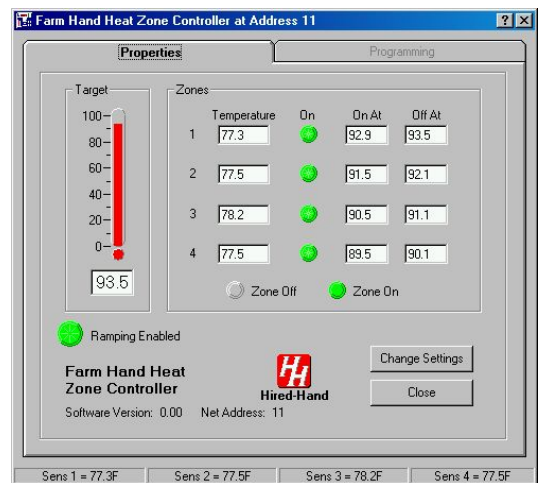 Farm Hand Heat Zone Controller at Address 11
Properties
Programming
Target
100
80
60
40
20
0
93.5
Zones
Temperature On On At Off At
1 77.3 92.9 93.5
2 77.5 91.5 92.1
3 78.2 90.5 91.1
4 77.5 89.5 90.1
Zone Off Zone On
Ramping Enabled
Farm Hand Heat
Zone Controller
Software Version: 0.00 Net Address: 11
HH
Hired-Hand
Change Settings
Close
Sens 1 = 77.3F Sens 2 = 77.5F Sens 3 = 78.2F Sens 4 = 77.5F